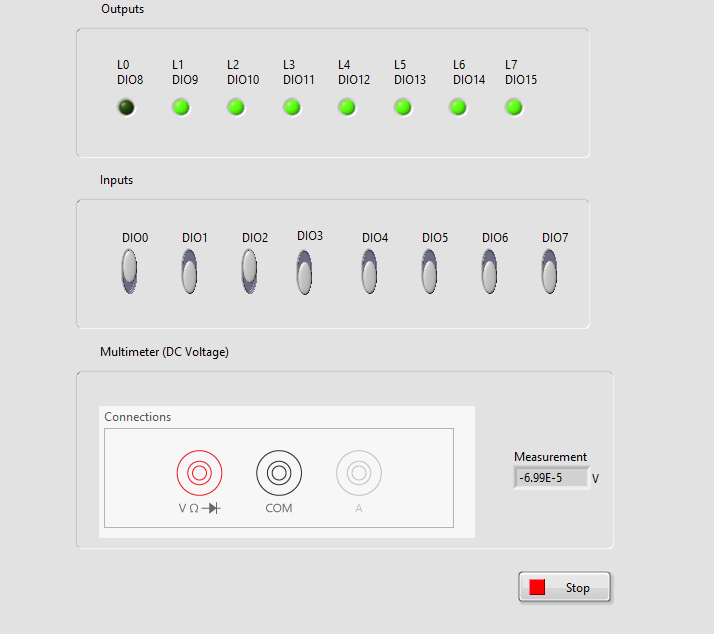 Outputs
L0 L1 L2 L3 L4 L5 L6 L7
DIO8 DIO9 DIO10 DIO11 DIO12 DIO13 DIO14 DIO15
Inputs
DIO0 DIO1 DIO2 DIO3 DIO4 DIO5 DIO6 DIO7
Multimeter (DC Voltage)
Connections
V Ω COM A
Measurement
-6.99E-5 V
Stop